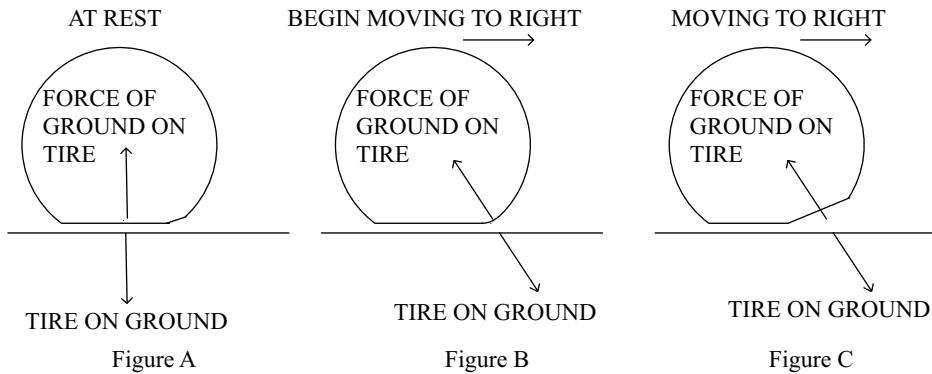 AT REST
BEGIN MOVING TO RIGHT
MOVING TO RIGHT
FORCE OF
GROUND ON
TIRE
FORCE OF
GROUND ON
TIRE
FORCE OF
GROUND ON
TIRE
TIRE ON GROUND
TIRE ON GROUND
TIRE ON GROUND
Figure A
Figure B
Figure C